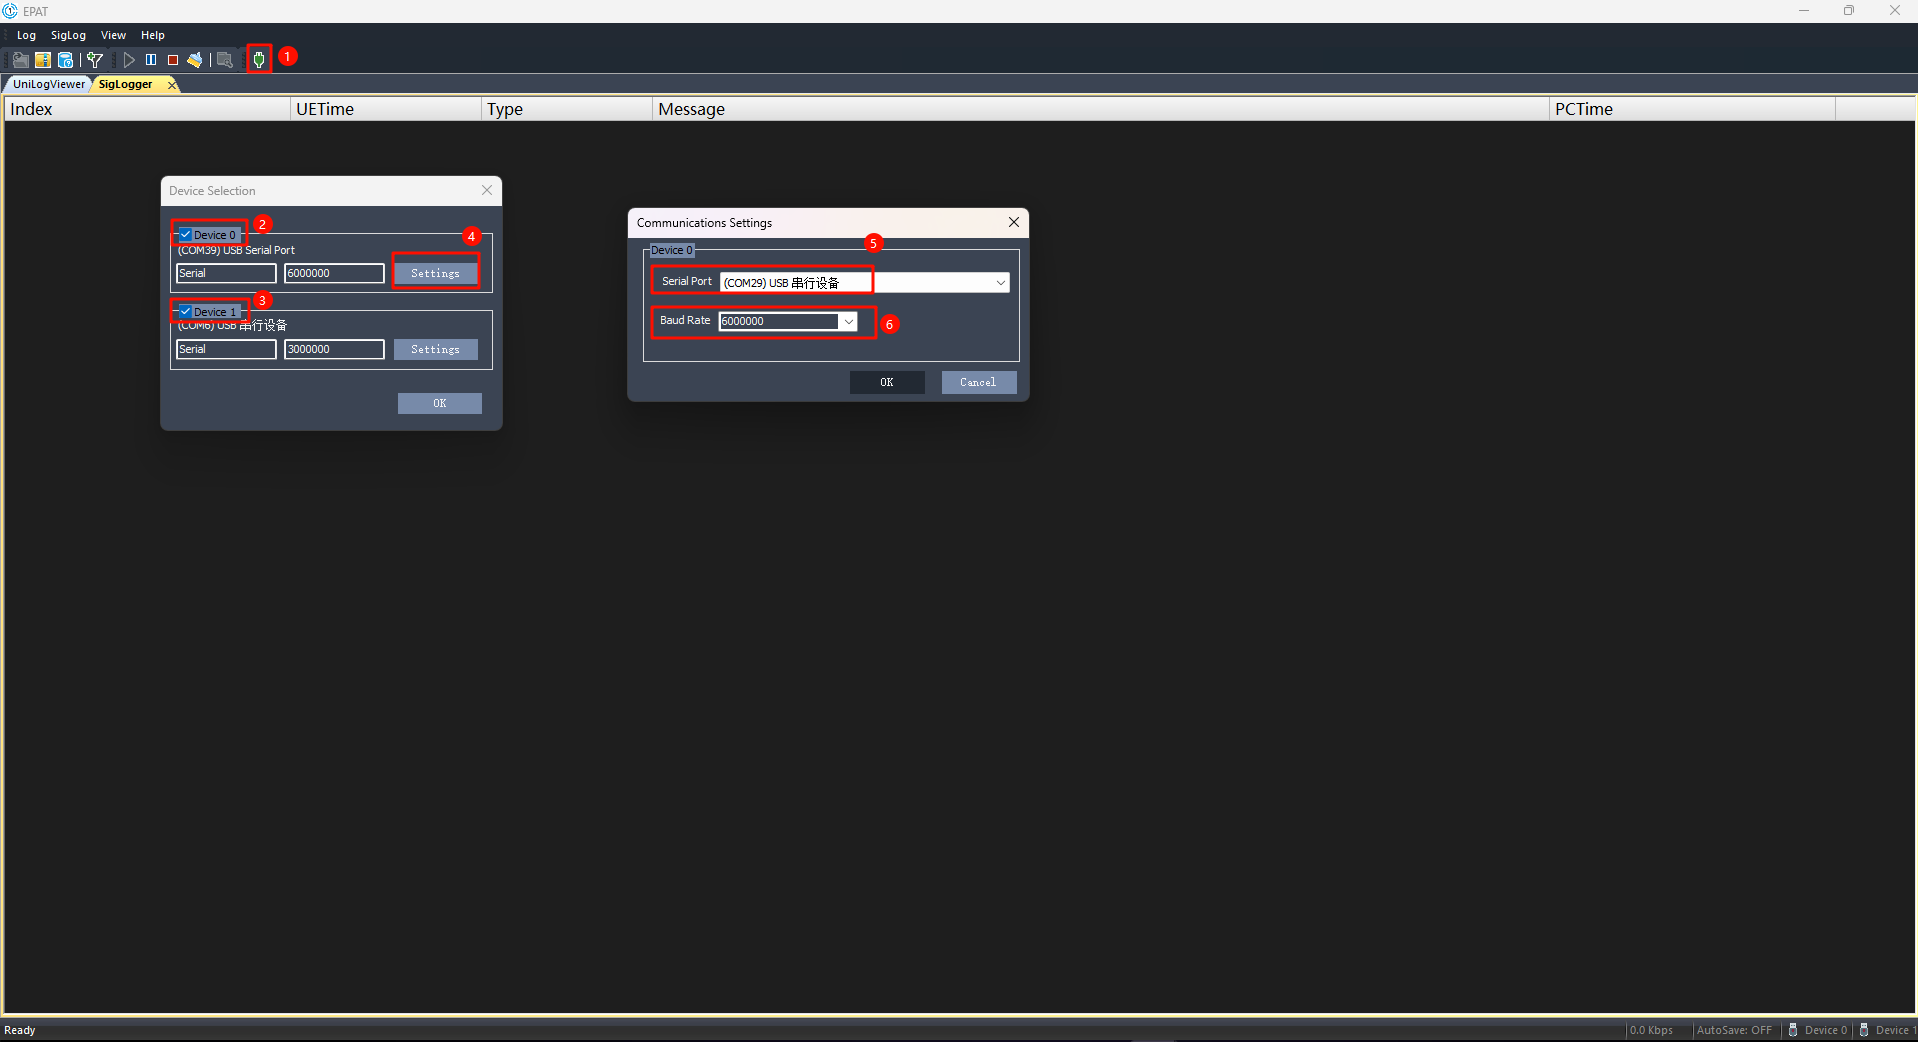 EPAT
Log SigLog View Help
1
UniLogViewer SigLogger
Index UETime Type Message PCTime
Device Selection
2
Device 0
4
(COM39) USB Serial Port
Serial 6000000 Settings
3
Device 1
(COM6) USB 串行设备
Serial 3000000 Settings
OK
Communications Settings
5
Device 0
Serial Port (COM29) USB 串行设备
Baud Rate 6000000
6
OK Cancel
Ready 0.0 Kbps AutoSave: OFF Device 0 Device 1